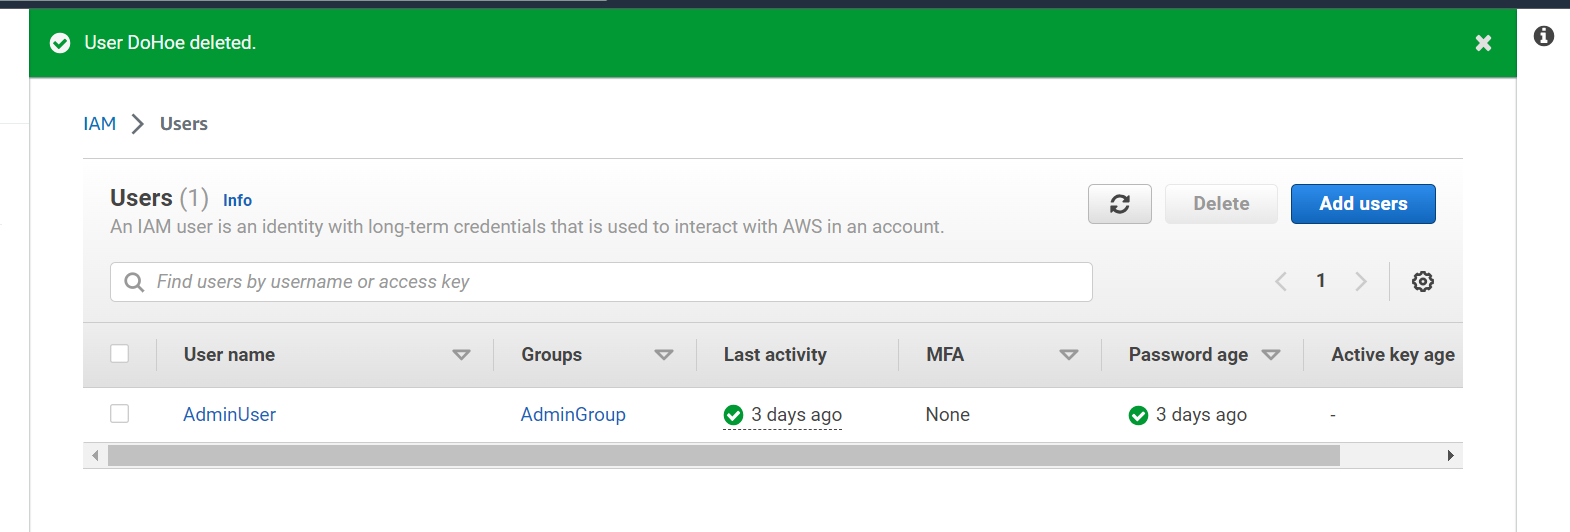 User DoHoe deleted.
IAM Users
Users (1) Info
An IAM user is an identity with long-term credentials that is used to interact with AWS in an account.
Delete
Add users
Find users by username or access key
1
User name Groups Last activity MFA Password age Active key age
AdminUser AdminGroup 3 days ago None 3 days ago -